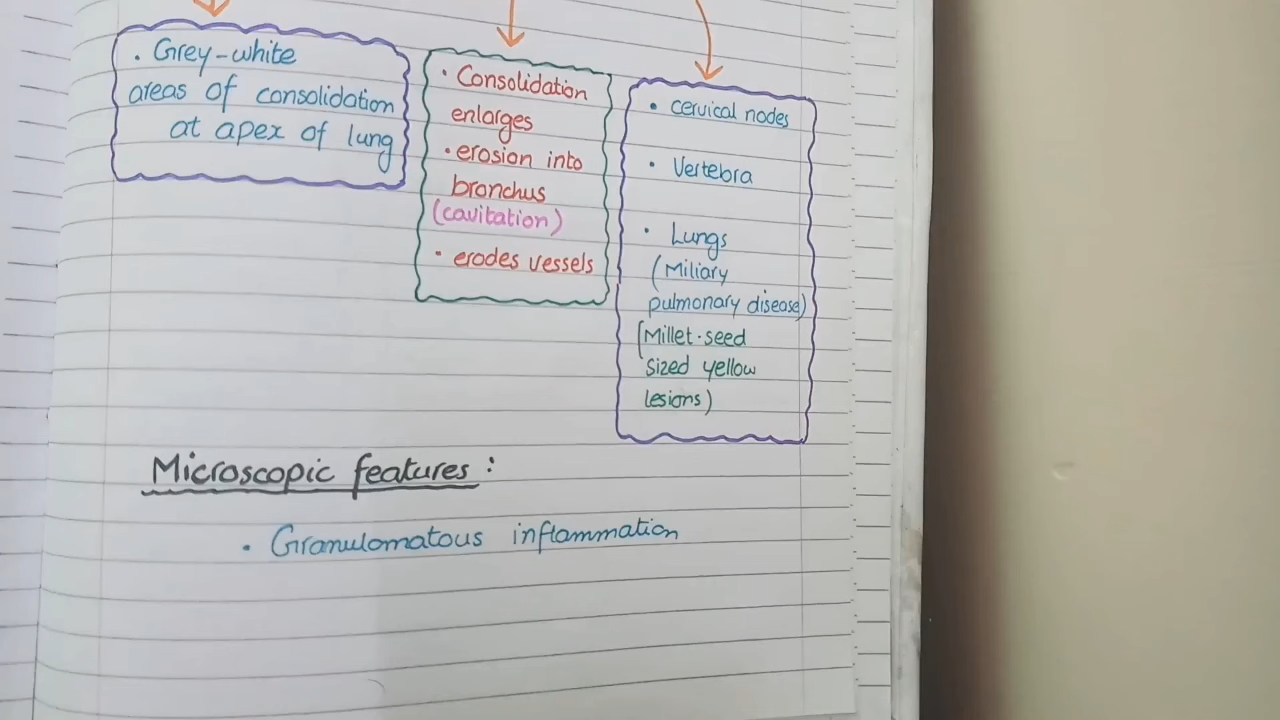 • Grey-white
areas of consolidation
at apex of lung
• Consolidation
enlarges
• erosion into
bronchus
(cavitation)
• erodes vessels
• cervical nodes
• Vertebra
• Lungs
(Miliary
pulmonary disease)
(Millet-seed
sized yellow
lesions)
Microscopic features :
• Granulomatous inflammation